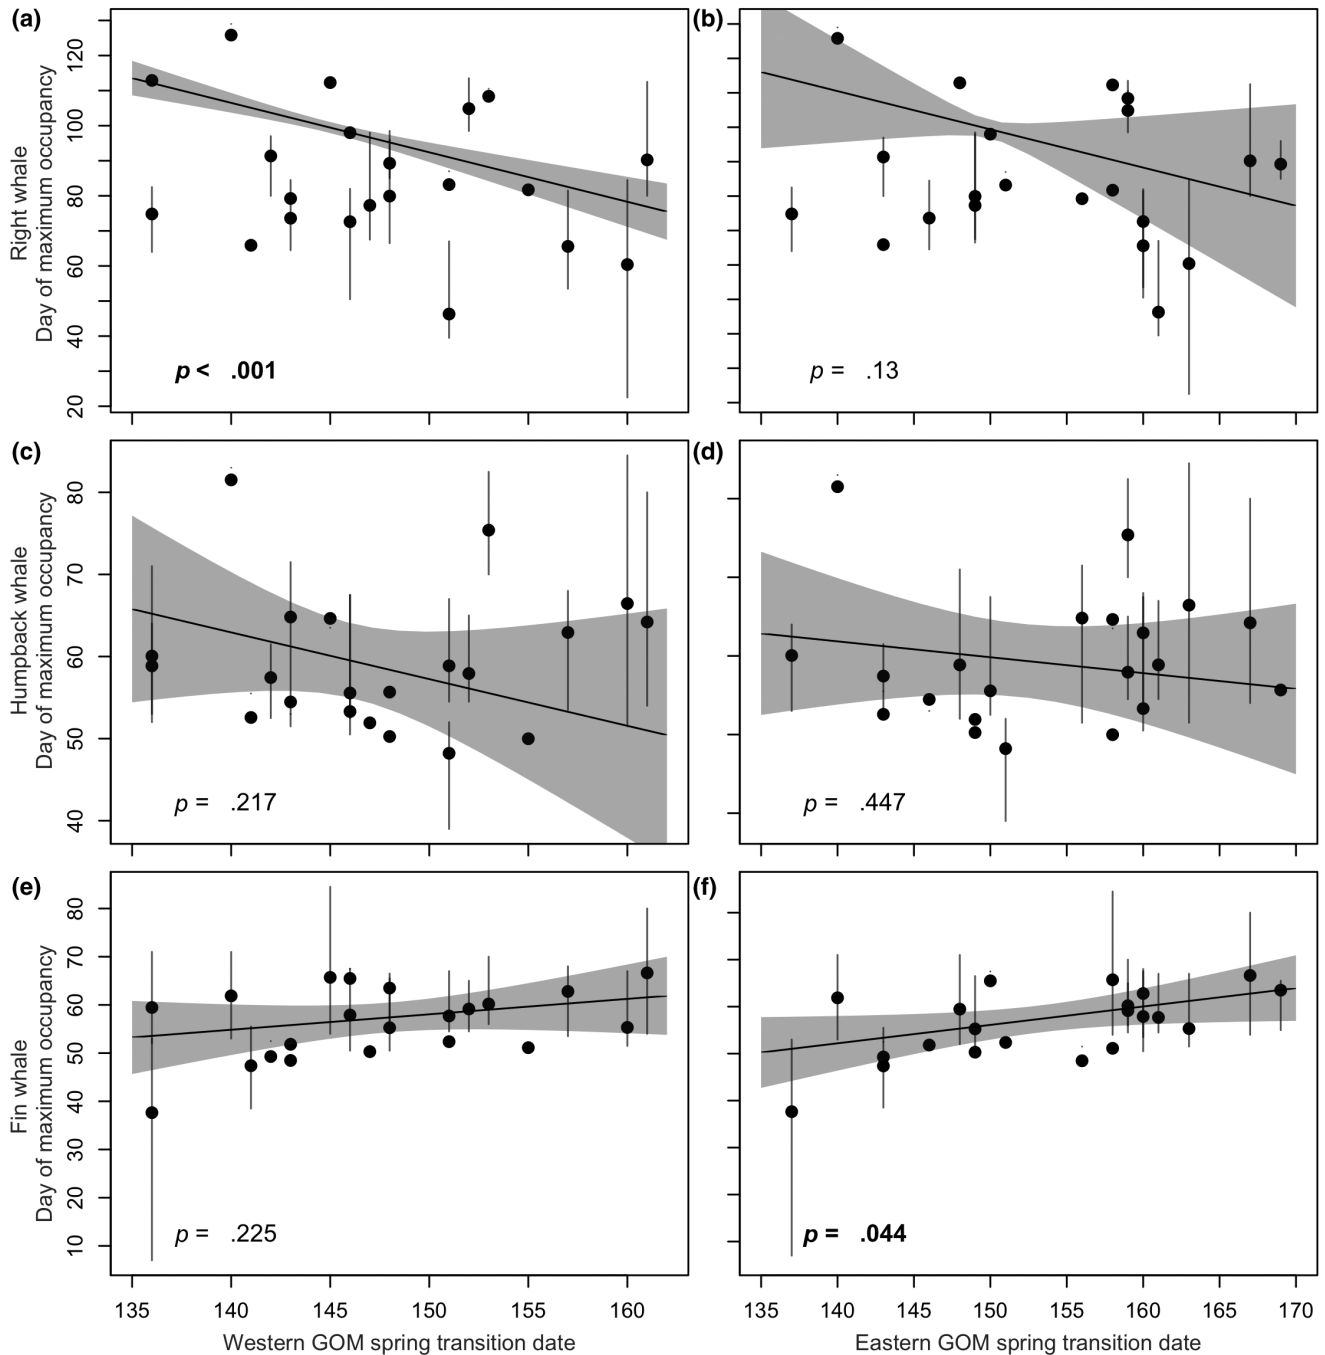 (a)
(b)
Right whale
Day of maximum occupancy
120
100
80
60
40
20
p < .001
p = .13
(c)
(d)
Humpback whale
Day of maximum occupancy
80
70
60
50
40
p = .217
p = .447
(e)
(f)
Fin whale
Day of maximum occupancy
80
70
60
50
40
30
20
10
p = .225
p = .044
135 140 145 150 155 160
135 140 145 150 155 160 165 170
Western GOM spring transition date
Eastern GOM spring transition date